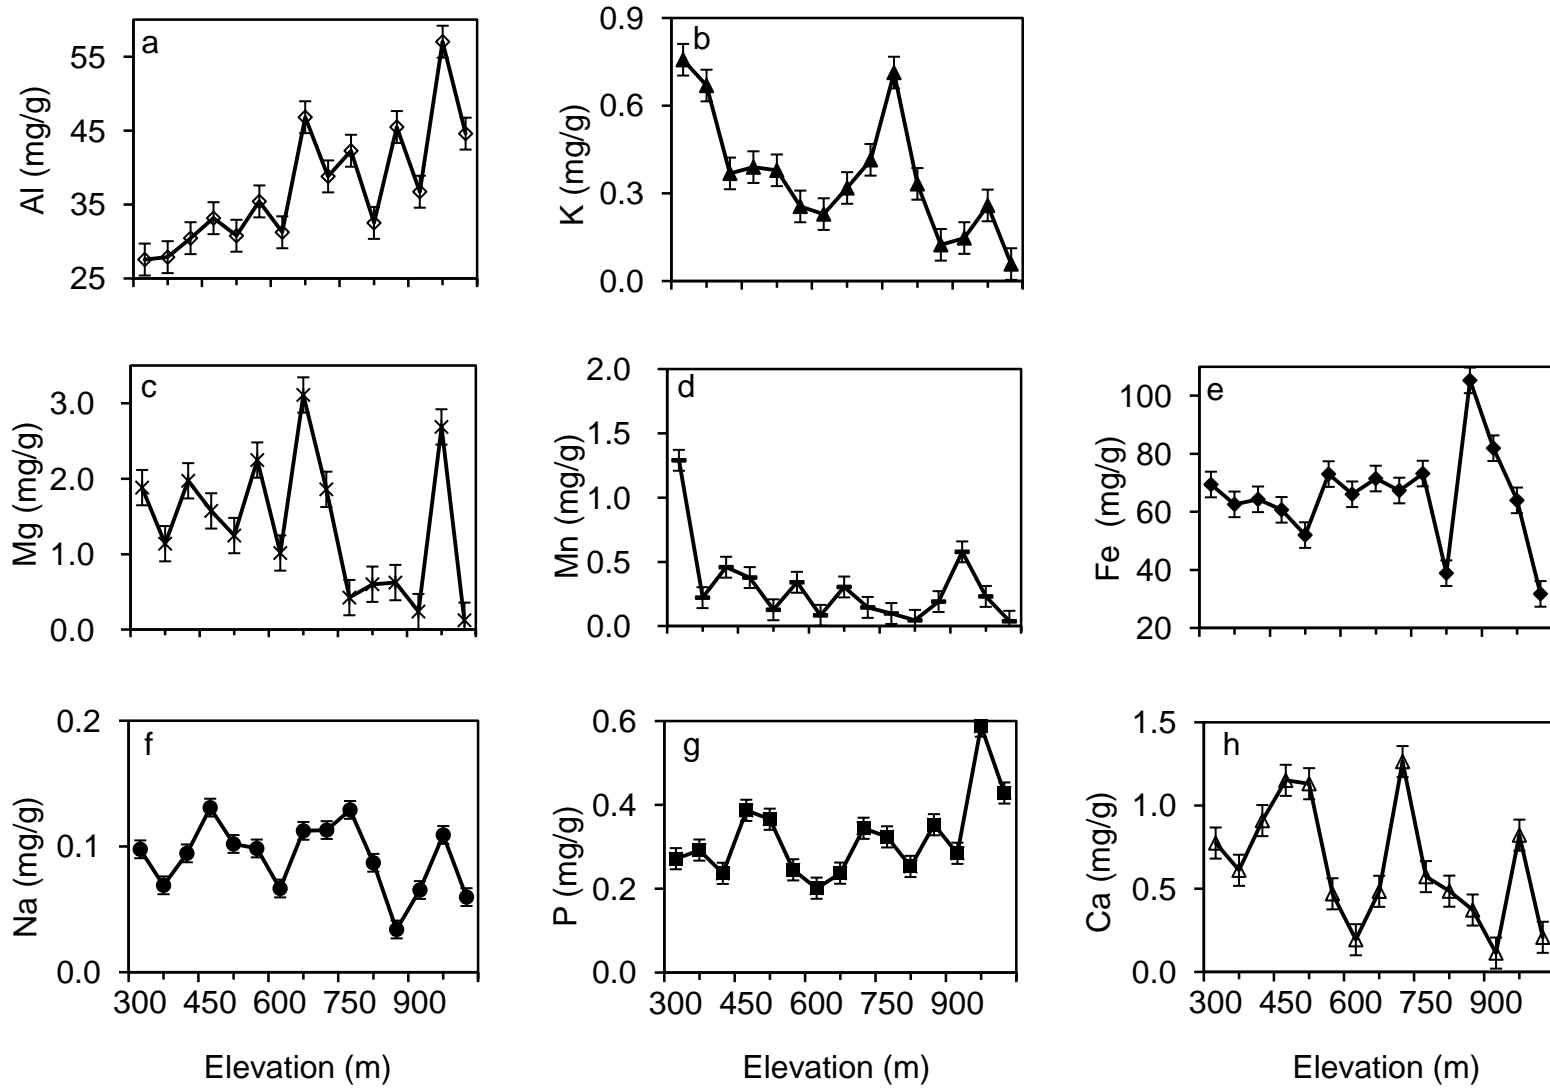 a
55
45
35
25
Al (mg/g)
b
0.9
0.6
0.3
0.0
K (mg/g)
c
3.0
2.0
1.0
0.0
Mg (mg/g)
d
2.0
1.5
1.0
0.5
0.0
Mn (mg/g)
e
100
80
60
40
20
Fe (mg/g)
f
0.2
0.1
0.0
Na (mg/g)
300 450 600 750 900
Elevation (m)
g
0.6
0.4
0.2
0.0
P (mg/g)
300 450 600 750 900
Elevation (m)
h
1.5
1.0
0.5
0.0
Ca (mg/g)
300 450 600 750 900
Elevation (m)